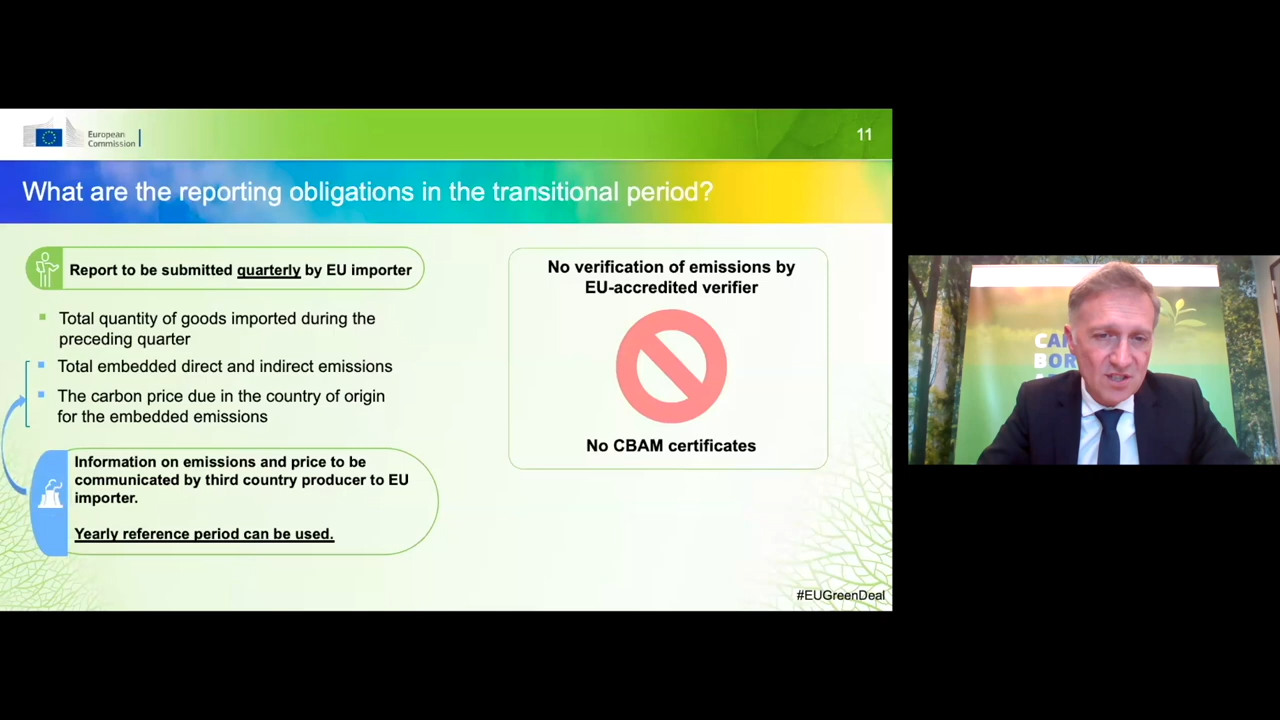 European
Commission
11
What are the reporting obligations in the transitional period?
Report to be submitted quarterly by EU importer
Total quantity of goods imported during the
preceding quarter
Total embedded direct and indirect emissions
The carbon price due in the country of origin
for the embedded emissions
Information on emissions and price to be
communicated by third country producer to EU
importer.
Yearly reference period can be used.
No verification of emissions by
EU-accredited verifier
No CBAM certificates
#EUGreenDeal